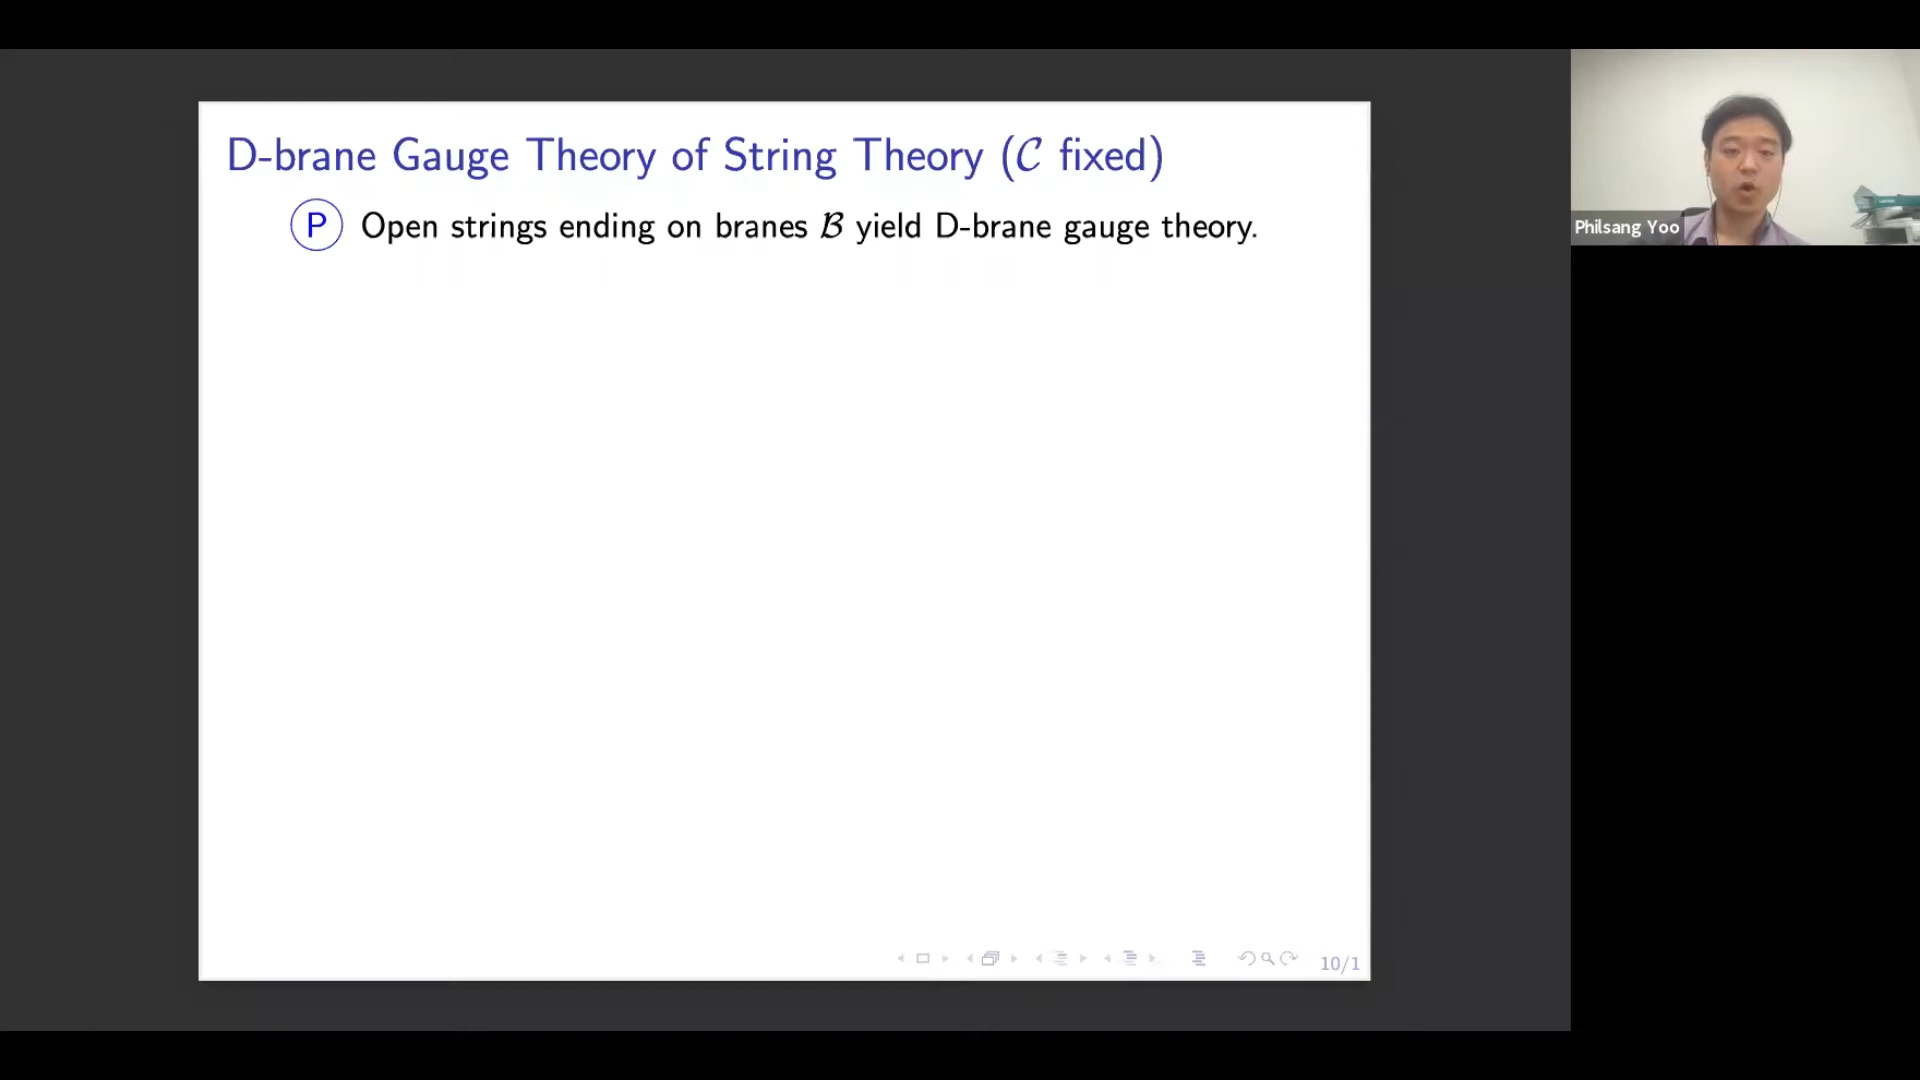 D-brane Gauge Theory of String Theory (𝒞 fixed)
P Open strings ending on branes ℬ yield D-brane gauge theory.
Philsang Yoo
10/1